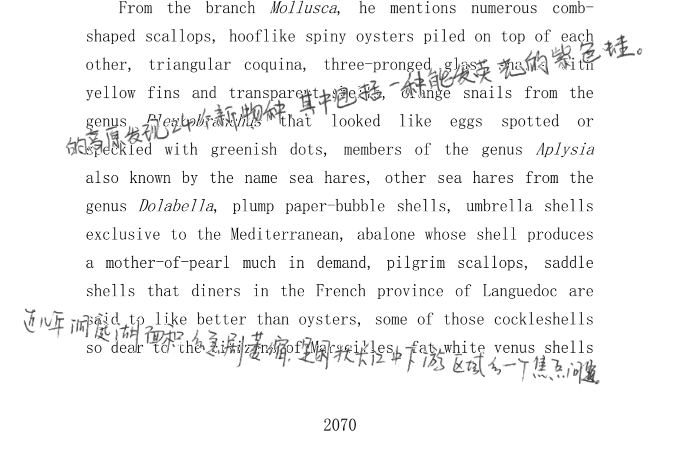 From the branch Mollusca, he mentions numerous comb-
shaped scallops, hooflike spiny oysters piled on top of each
other, triangular coquina, three-pronged glass snails with
yellow fins and transparent shells, orange snails from the
genus Pleurobranchus that looked like eggs spotted or
的高原发现24个新物种,其中包括一种能发荧光的紫色蛙。
speckled with greenish dots, members of the genus Aplysia
also known by the name sea hares, other sea hares from the
genus Dolabella, plump paper-bubble shells, umbrella shells
exclusive to the Mediterranean, abalone whose shell produces
a mother-of-pearl much in demand, pilgrim scallops, saddle
shells that diners in the French province of Languedoc are
said to like better than oysters, some of those cockleshells
近几年洞庭湖面积急剧萎缩,是困扰长江中下游区域的一个焦点问题。
so dear to the citizens of Marseilles, fat white venus shells
2070